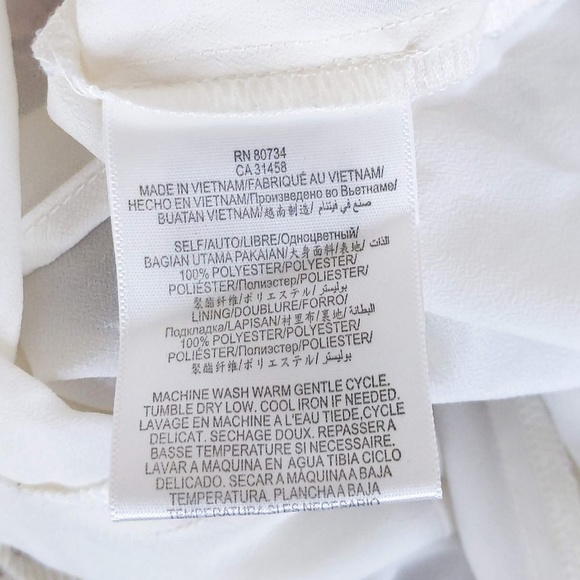 RN 80734
CA 31458
MADE IN VIETNAM/FABRIQUÉ AU VIETNAM/
HECHO EN VIETNAM/Произведено во Вьетнаме/
BUATAN VIETNAM/越南制造/ صنع في فيتنام
SELF/AUTO/LIBRE/Одноцветный/
BAGIAN UTAMA PAKAIAN/大身面料/表地/ الذات
100% POLYESTER/POLYESTER/
POLIÉSTER/Полиэстер/POLIESTER/
聚酯纤维/ポリエステル/ بوليستر
LINING/DOUBLURE/FORRO/
Подкладка/LAPISAN/衬里布/裏地/ البطانة
100% POLYESTER/POLYESTER/
POLIÉSTER/Полиэстер/POLIESTER/
聚酯纤维/ポリエステル/ بوليستر
MACHINE WASH WARM GENTLE CYCLE.
TUMBLE DRY LOW. COOL IRON IF NEEDED.
LAVAGE EN MACHINE A L'EAU TIEDE,CYCLE
DELICAT. SECHAGE DOUX. REPASSER A
BASSE TEMPERATURE SI NECESSAIRE.
LAVAR A MAQUINA EN AGUA TIBIA CICLO
DELICADO. SECAR A MAQUINA A BAJA
TEMPERATURA. PLANCHA A BAJA
TEMPERATURA SI ES NECESARIO.